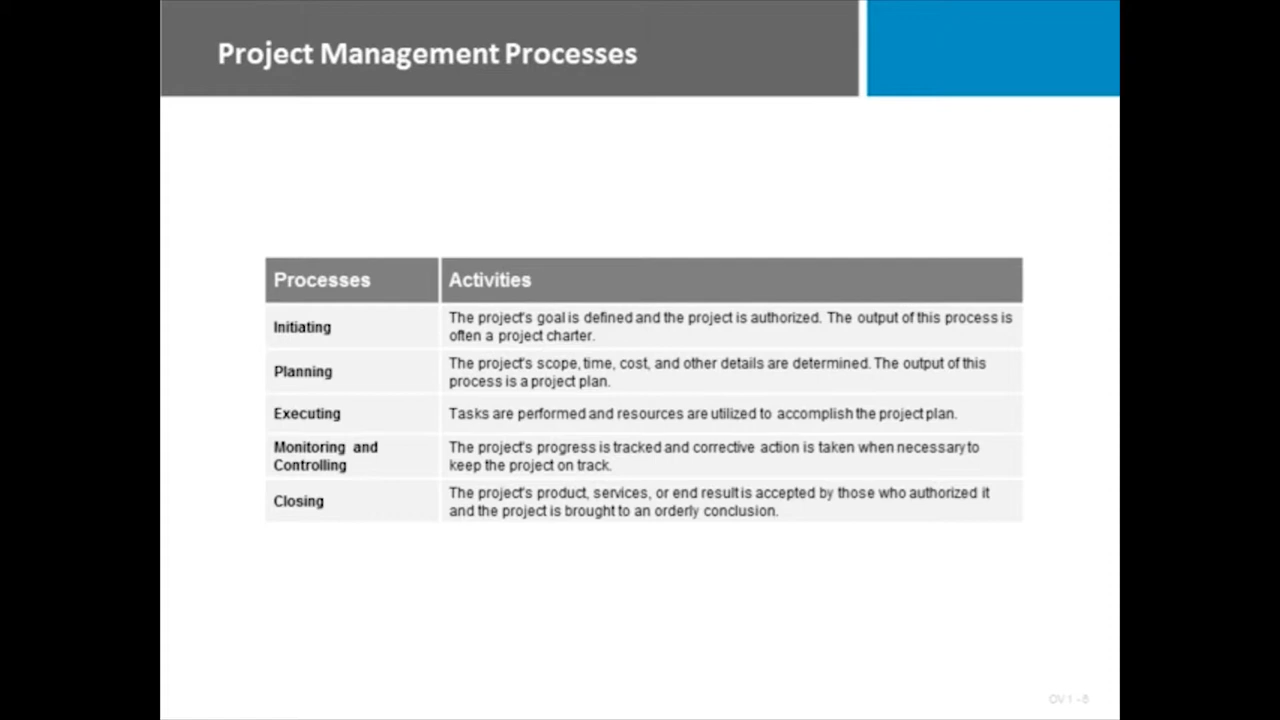 Project Management Processes
Processes
Activities
Initiating
The project's goal is defined and the project is authorized. The output of this process is
often a project charter.
Planning
The project's scope, time, cost, and other details are determined. The output of this
process is a project plan.
Executing
Tasks are performed and resources are utilized to accomplish the project plan.
Monitoring and
Controlling
The project's progress is tracked and corrective action is taken when necessary to
keep the project on track.
Closing
The project's product, services, or end result is accepted by those who authorized it
and the project is brought to an orderly conclusion.